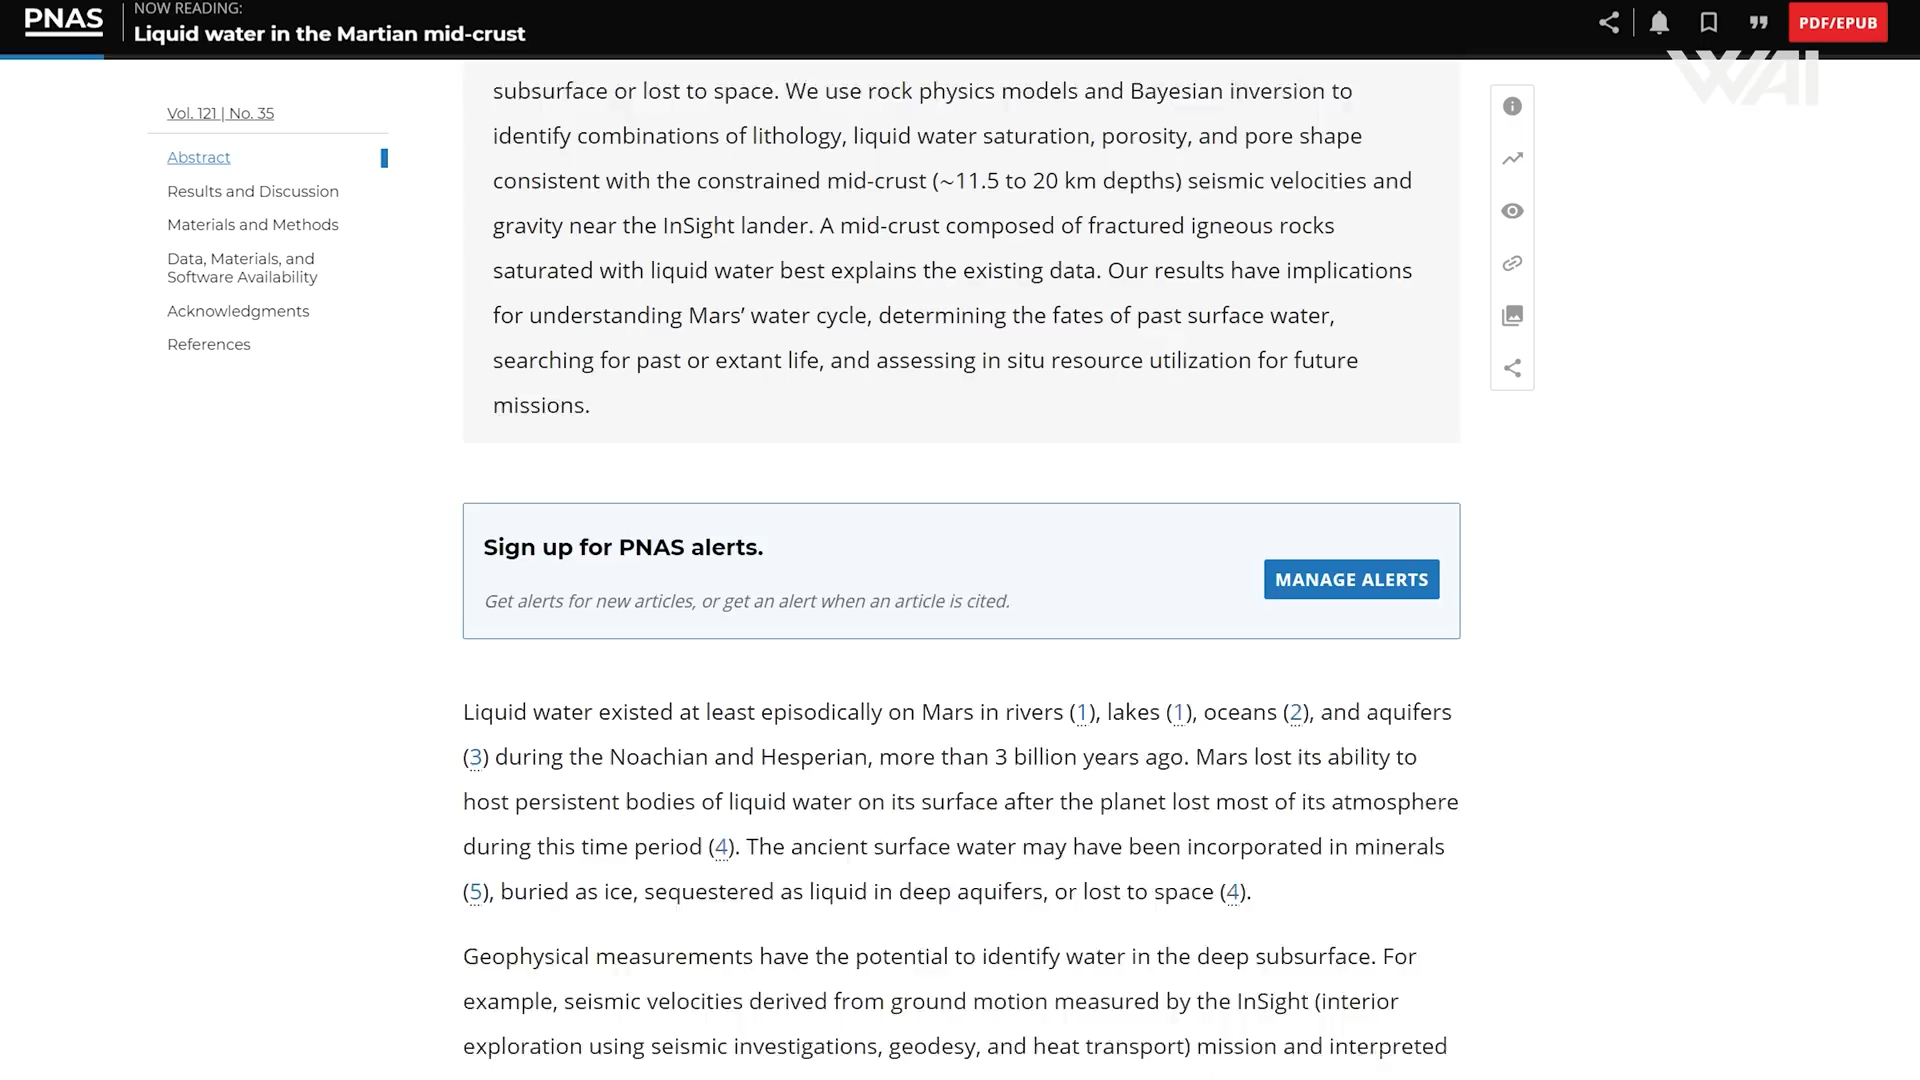 PNAS
NOW READING:
Liquid water in the Martian mid-crust
PDF/EPUB
WAI
Vol. 121 | No. 35
Abstract
Results and Discussion
Materials and Methods
Data, Materials, and
Software Availability
Acknowledgments
References
subsurface or lost to space. We use rock physics models and Bayesian inversion to
identify combinations of lithology, liquid water saturation, porosity, and pore shape
consistent with the constrained mid-crust (~11.5 to 20 km depths) seismic velocities and
gravity near the InSight lander. A mid-crust composed of fractured igneous rocks
saturated with liquid water best explains the existing data. Our results have implications
for understanding Mars’ water cycle, determining the fates of past surface water,
searching for past or extant life, and assessing in situ resource utilization for future
missions.
Sign up for PNAS alerts.
Get alerts for new articles, or get an alert when an article is cited.
MANAGE ALERTS
Liquid water existed at least episodically on Mars in rivers (1), lakes (1), oceans (2), and aquifers
(3) during the Noachian and Hesperian, more than 3 billion years ago. Mars lost its ability to
host persistent bodies of liquid water on its surface after the planet lost most of its atmosphere
during this time period (4). The ancient surface water may have been incorporated in minerals
(5), buried as ice, sequestered as liquid in deep aquifers, or lost to space (4).
Geophysical measurements have the potential to identify water in the deep subsurface. For
example, seismic velocities derived from ground motion measured by the InSight (interior
exploration using seismic investigations, geodesy, and heat transport) mission and interpreted